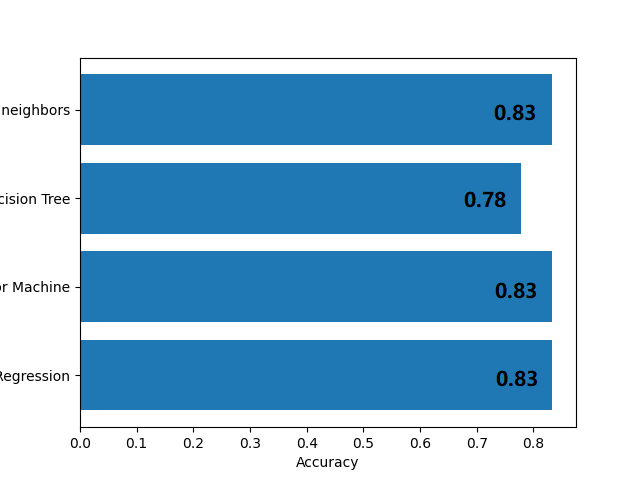 neighbors
0.83
cision Tree
0.78
or Machine
0.83
Regression
0.83
0.0 0.1 0.2 0.3 0.4 0.5 0.6 0.7 0.8
Accuracy